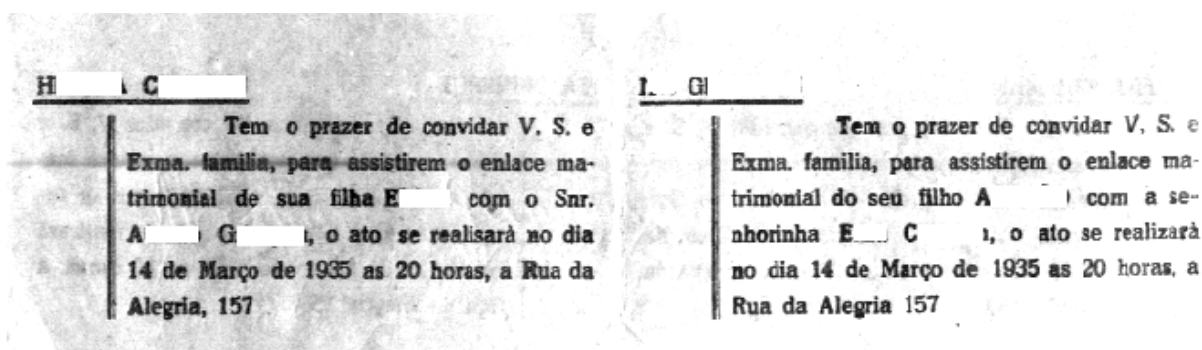 H A C
Tem o prazer de convidar V. S. e
Exma. familia, para assistirem o enlace ma-
trimonial de sua filha E com o Snr.
A G , o ato se realisarà no dia
14 de Março de 1935 as 20 horas, a Rua da
Alegria, 157
I. G
Tem o prazer de convidar V. S. e
Exma. familia, para assistirem o enlace ma-
trimonial do seu filho A com a se-
nhorinha E C , o ato se realizarà
no dia 14 de Março de 1935 as 20 horas, a
Rua da Alegria 157